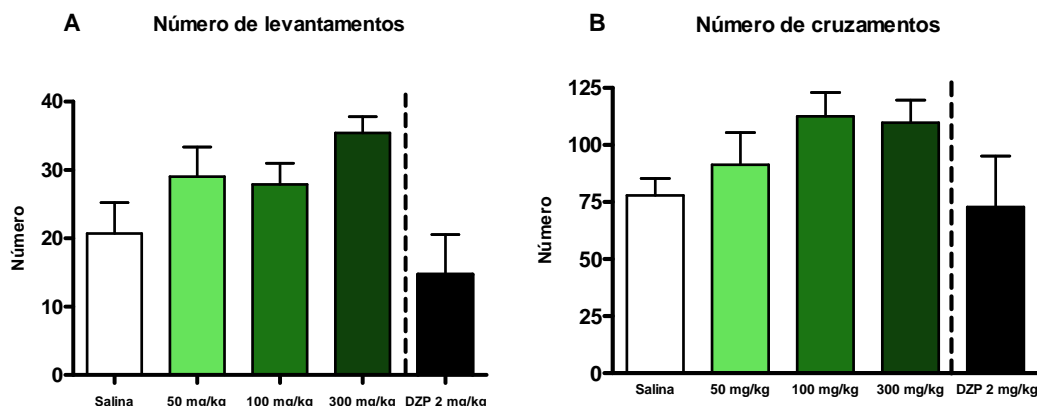 A
Número de levantamentos
Número
40
30
20
10
0
Salina
50 mg/kg
100 mg/kg
300 mg/kg
DZP 2 mg/kg
B
Número de cruzamentos
Número
125
100
75
50
25
0
Salina
50 mg/kg
100 mg/kg
300 mg/kg
DZP 2 mg/kg